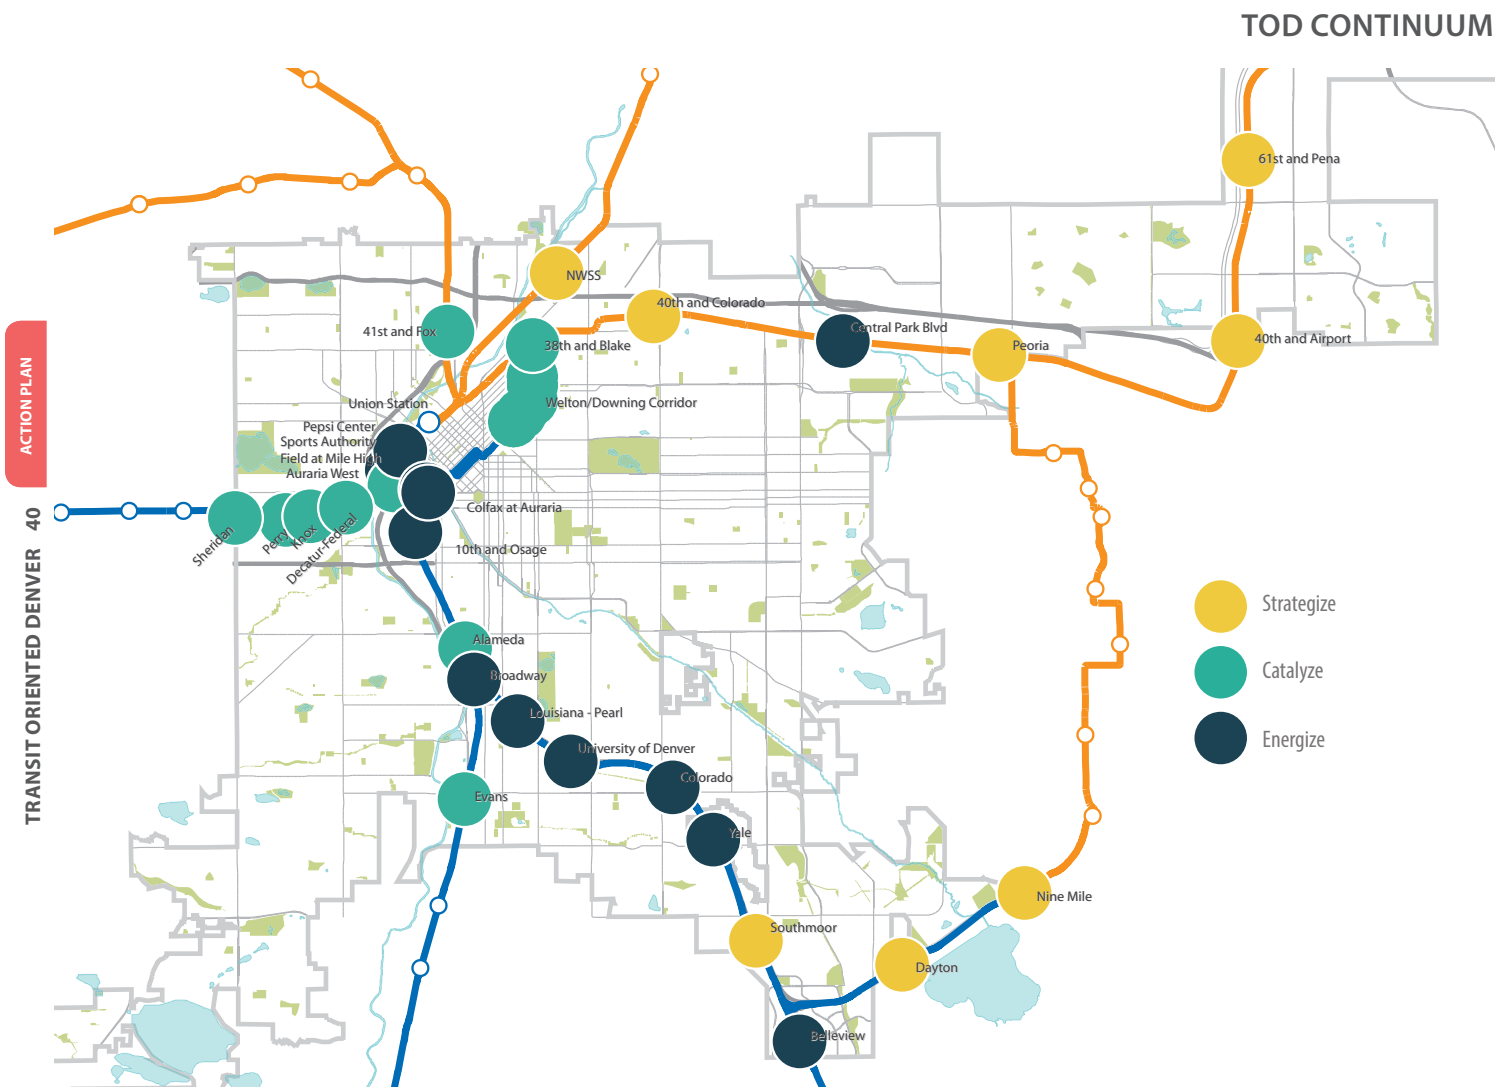 TOD CONTINUUM
61st and Pena
NWSS
40th and Colorado
41st and Fox
38th and Blake
Central Park Blvd
Peoria
40th and Airport
Union Station
Welton/Downing Corridor
Pepsi Center
Sports Authority
Field at Mile High
Auraria West
Colfax at Auraria
10th and Osage
Sheridan
Perry
Knox
Decatur-Federal
Alameda
Broadway
Louisiana - Pearl
University of Denver
Colorado
Evans
Yale
Southmoor
Nine Mile
Dayton
Belleview
Strategize
Catalyze
Energize
ACTION PLAN
TRANSIT ORIENTED DENVER 40